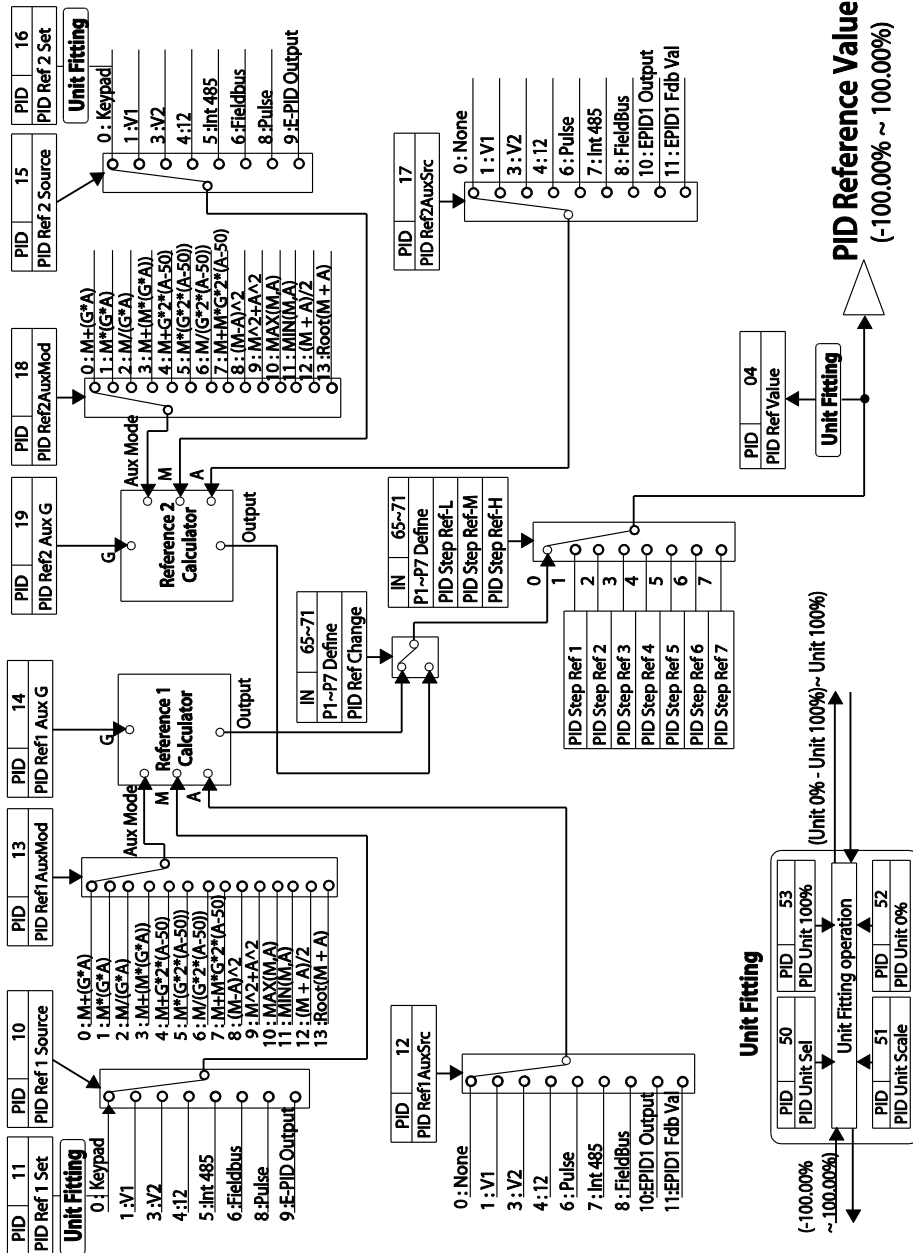 PID 11
PID Ref 1 Set
Unit Fitting
PID 10
PID Ref 1 Source
0 : Keypad
1 :V1
3 :V2
4 :12
5 :Int 485
6 :Fieldbus
8 :Pulse
9 :E-PID Output
PID 13
PID Ref1AuxMod
0 : M+(G*A)
1 : M*(G*A)
2 : M/(G*A)
3 : M+(M*(G*A))
4 : M+G*2*(A-50)
5 : M*(G*2*(A-50))
6 : M/(G*2*(A-50))
7 : M+M*G*2*(A-50)
8 : (M-A)^2
9 : M^2+A^2
10 : MAX(M,A)
11 : MIN(M,A)
12 : (M + A)/2
13 :Root(M + A)
PID 14
PID Ref1 Aux G
G
Aux Mode
M
A
Reference 1
Calculator
Output
PID 19
PID Ref2 Aux G
G
Reference 2
Calculator
Aux Mode
M
A
Output
PID 18
PID Ref2AuxMod
0 : M+(G*A)
1 : M*(G*A)
2 : M/(G*A)
3 : M+(M*(G*A))
4 : M+G*2*(A-50)
5 : M*(G*2*(A-50))
6 : M/(G*2*(A-50))
7 : M+M*G*2*(A-50)
8 : (M-A)^2
9 : M^2+A^2
10 : MAX(M,A)
11 : MIN(M,A)
12 : (M + A)/2
13 :Root(M + A)
PID 15
PID Ref 2 Source
PID 16
PID Ref 2 Set
Unit Fitting
0 : Keypad
1 :V1
3 :V2
4 :12
5 :Int 485
6 :Fieldbus
8 :Pulse
9 :E-PID Output
PID 12
PID Ref1AuxSrc
0 : None
1 : V1
3 : V2
4 : 12
6 : Pulse
7 : Int 485
8 : FieldBus
10:EPID1 Output
11:EPID1 Fdb Val
IN 65~71
P1~P7 Define
PID Ref Change
IN 65~71
P1~P7 Define
PID Step Ref-L
PID Step Ref-M
PID Step Ref-H
PID 17
PID Ref2AuxSrc
0 : None
1 : V1
3 : V2
4 : 12
6 : Pulse
7 : Int 485
8 : FieldBus
10 : EPID1 Output
11 : EPID1 Fdb Val
0
1
2
3
4
5
6
7
PID Step Ref 1
PID Step Ref 2
PID Step Ref 3
PID Step Ref 4
PID Step Ref 5
PID Step Ref 6
PID Step Ref 7
PID 04
PID Ref Value
Unit Fitting
PID Reference Value
(-100.00% ~ 100.00%)
Unit Fitting
(-100.00%
~ 100.00%)
PID 50
PID Unit Sel
PID 53
PID Unit 100%
Unit Fitting operation
PID 51
PID Unit Scale
PID 52
PID Unit 0%
(Unit 0% - Unit 100%)~ Unit 100%)